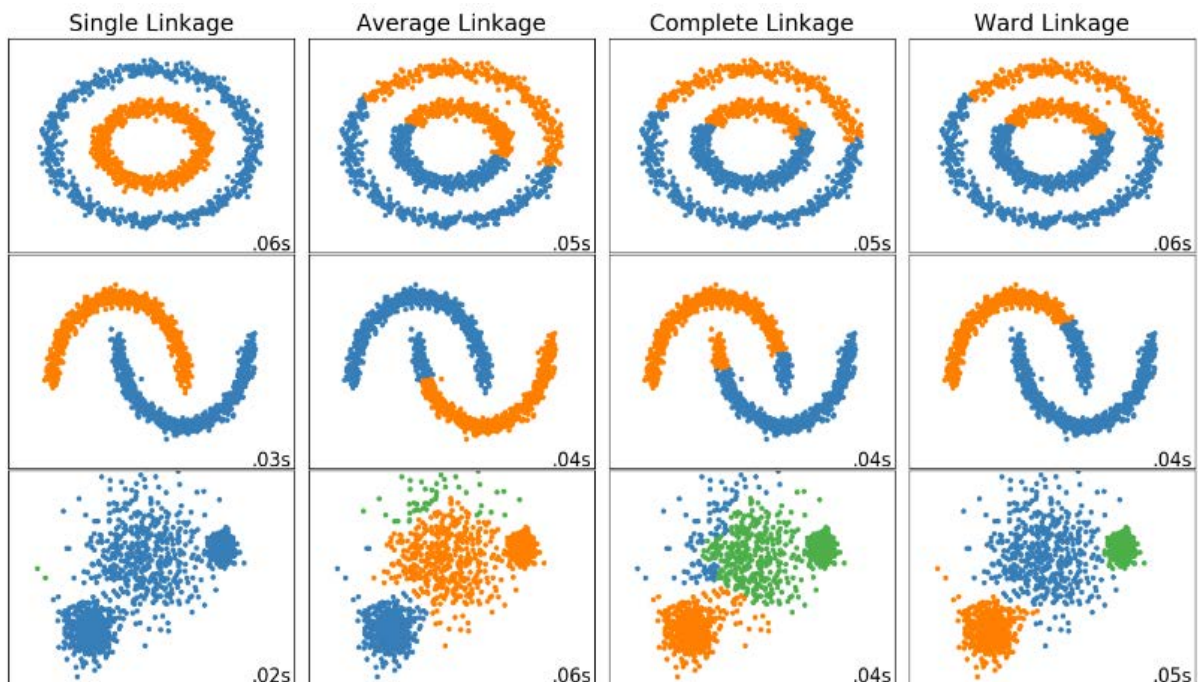 Single Linkage Average Linkage Complete Linkage Ward Linkage
.06s .05s .05s .06s
.03s .04s .04s .04s
.02s .06s .04s .05s